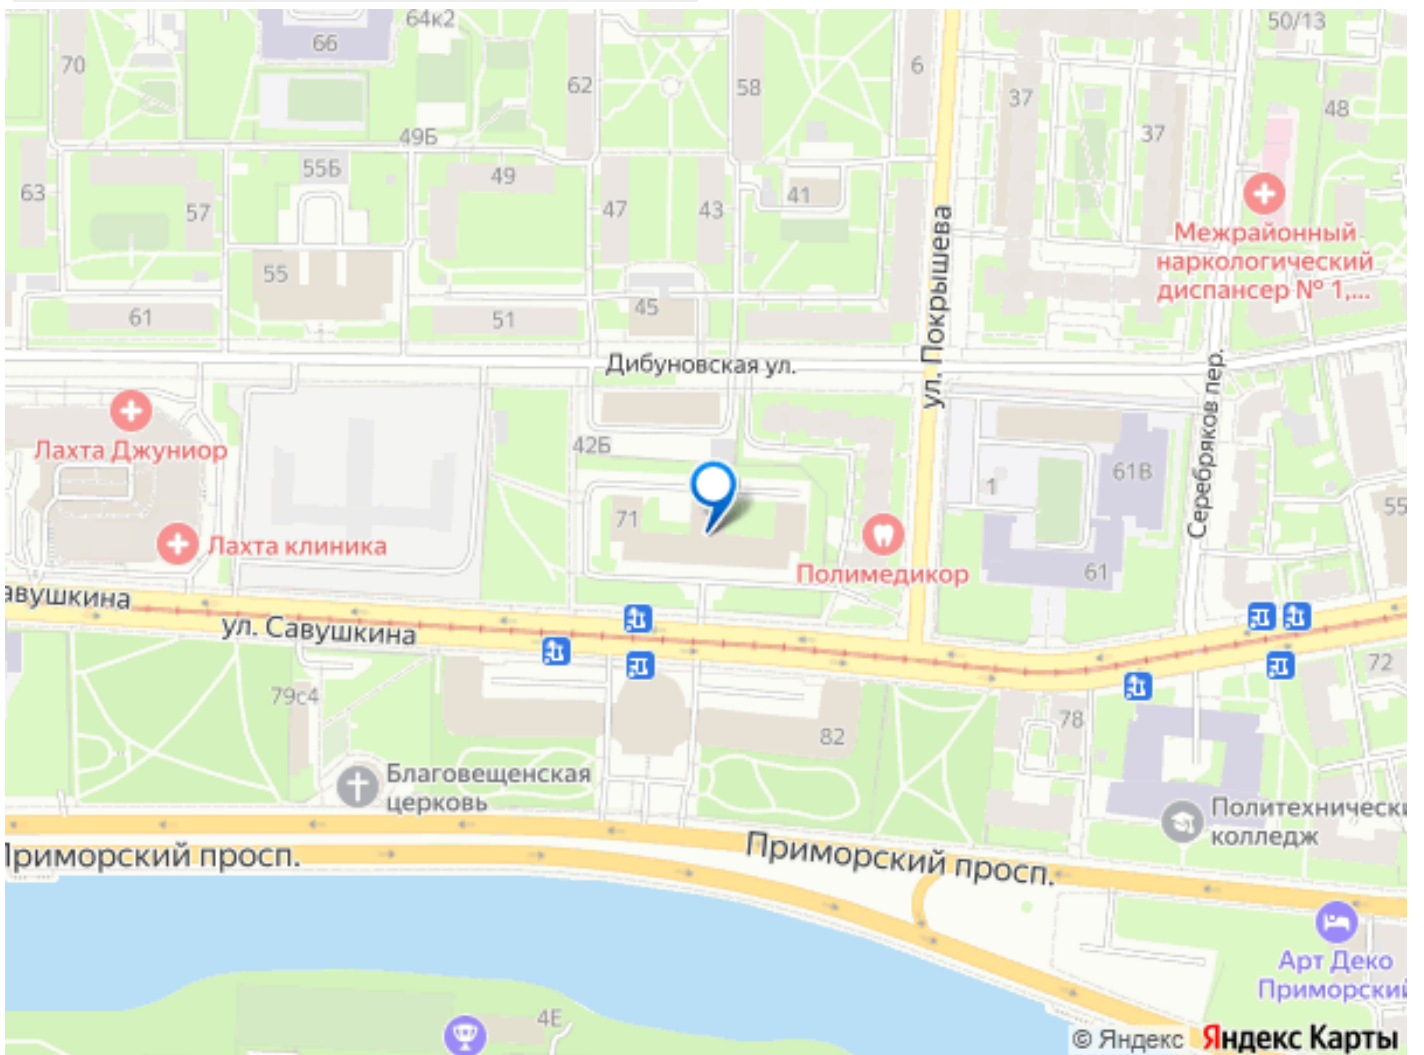 64к2
50/13
66
70
62
58
6
37
48
49Б
37
55Б
49
41
63
57
47
43
Межрайонный
наркологический
диспансер № 1,...
ул. Покрышева
55
45
61
51
Дибуновская ул.
Серебряков пер.
Лахта Джуниор
42Б
61В
1
55
71
Лахта клиника
Полимедикор
61
авушкина
ул. Савушкина
72
79с4
78
82
Благовещенская
церковь
Политехнически
колледж
Приморский просп.
Приморский просп.
Арт Деко
Приморский
4Е
© Яндекс Яндекс Карты